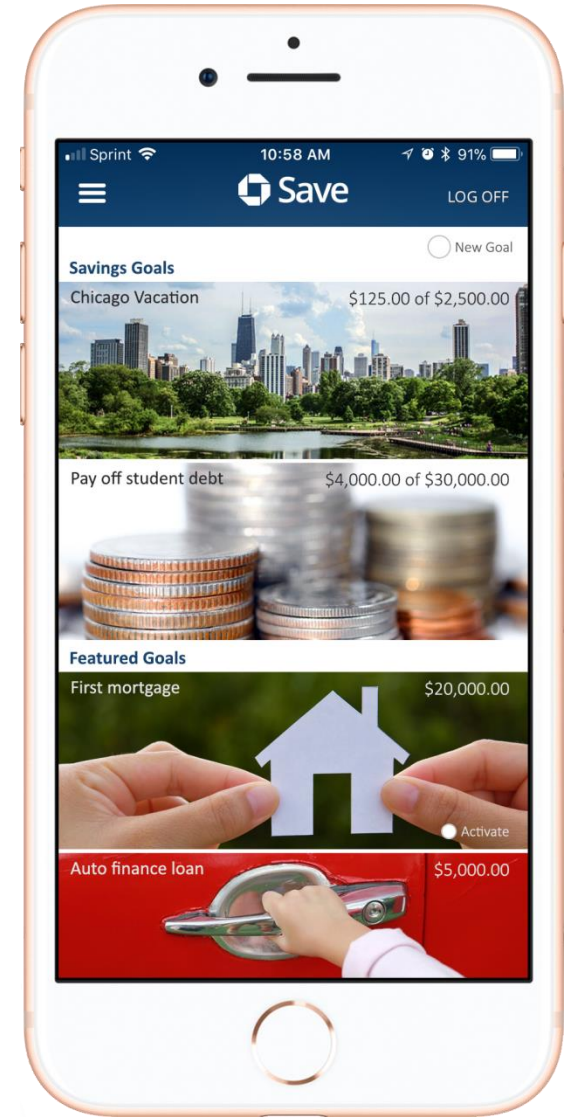 Sprint 10:58 AM 91%
Save LOG OFF
New Goal
Savings Goals
Chicago Vacation $125.00 of $2,500.00
Pay off student debt $4,000.00 of $30,000.00
Featured Goals
First mortgage $20,000.00
Activate
Auto finance loan $5,000.00